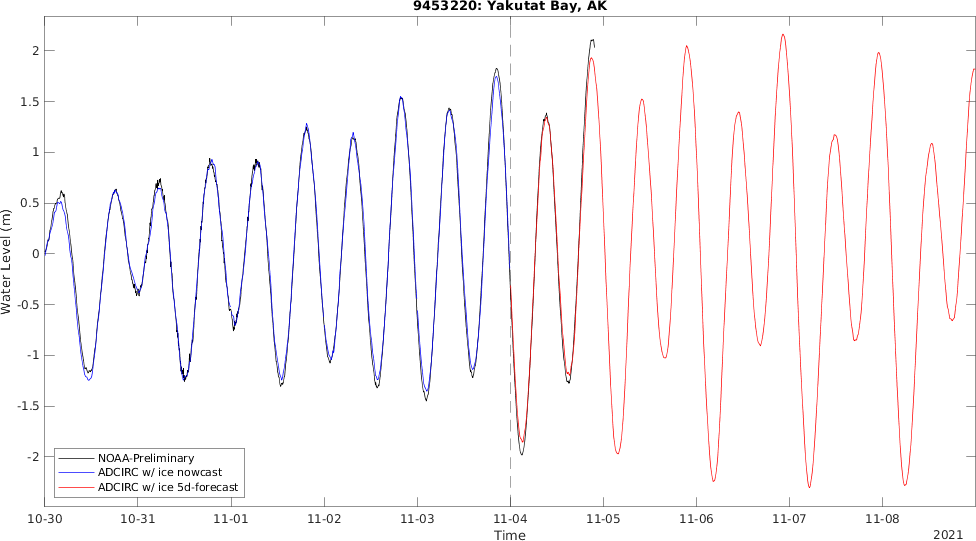 9453220: Yakutat Bay, AK
Water Level (m)
2
1.5
1
0.5
0
-0.5
-1
-1.5
-2
NOAA-Preliminary
ADCIRC w/ ice nowcast
ADCIRC w/ ice 5d-forecast
10-30 10-31 11-01 11-02 11-03 11-04 11-05 11-06 11-07 11-08
Time
2021